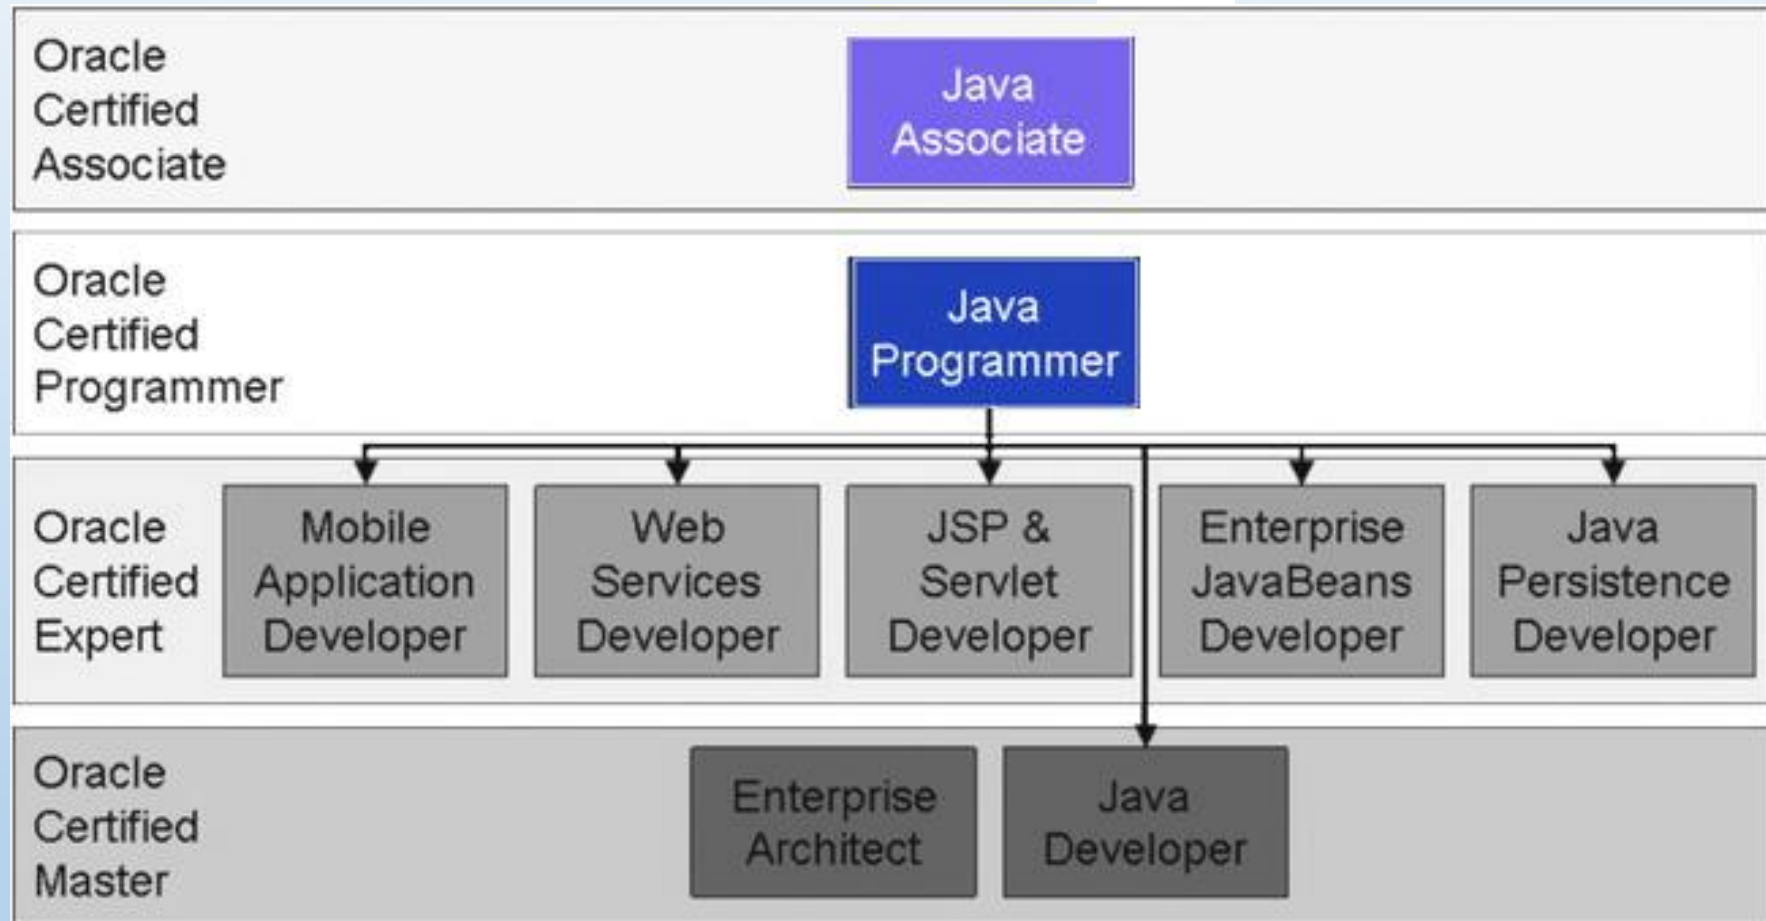 Oracle
Certified
Associate
Java
Associate
Oracle
Certified
Programmer
Java
Programmer
Oracle
Certified
Expert
Mobile
Application
Developer
Web
Services
Developer
JSP &
Servlet
Developer
Enterprise
JavaBeans
Developer
Java
Persistence
Developer
Oracle
Certified
Master
Enterprise
Architect
Java
Developer